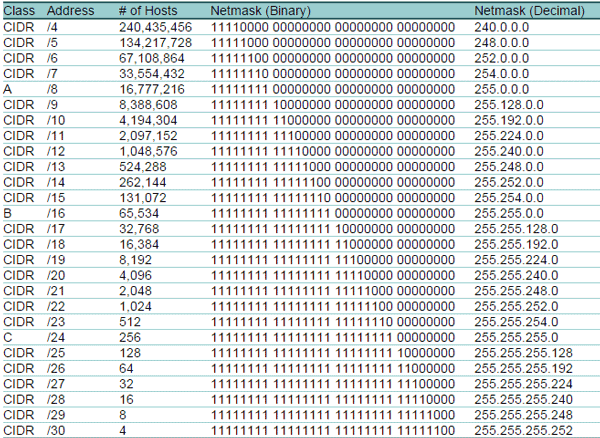 Class Address # of Hosts Netmask (Binary) Netmask (Decimal)
CIDR /4 240,435,456 11110000 00000000 00000000 00000000 240.0.0.0
CIDR /5 134,217,728 11111000 00000000 00000000 00000000 248.0.0.0
CIDR /6 67,108,864 11111100 00000000 00000000 00000000 252.0.0.0
CIDR /7 33,554,432 11111110 00000000 00000000 00000000 254.0.0.0
A /8 16,777,216 11111111 00000000 00000000 00000000 255.0.0.0
CIDR /9 8,388,608 11111111 10000000 00000000 00000000 255.128.0.0
CIDR /10 4,194,304 11111111 11000000 00000000 00000000 255.192.0.0
CIDR /11 2,097,152 11111111 11100000 00000000 00000000 255.224.0.0
CIDR /12 1,048,576 11111111 11110000 00000000 00000000 255.240.0.0
CIDR /13 524,288 11111111 11111000 00000000 00000000 255.248.0.0
CIDR /14 262,144 11111111 11111100 00000000 00000000 255.252.0.0
CIDR /15 131,072 11111111 11111110 00000000 00000000 255.254.0.0
B /16 65,534 11111111 11111111 00000000 00000000 255.255.0.0
CIDR /17 32,768 11111111 11111111 10000000 00000000 255.255.128.0
CIDR /18 16,384 11111111 11111111 11000000 00000000 255.255.192.0
CIDR /19 8,192 11111111 11111111 11100000 00000000 255.255.224.0
CIDR /20 4,096 11111111 11111111 11110000 00000000 255.255.240.0
CIDR /21 2,048 11111111 11111111 11111000 00000000 255.255.248.0
CIDR /22 1,024 11111111 11111111 11111100 00000000 255.255.252.0
CIDR /23 512 11111111 11111111 11111110 00000000 255.255.254.0
C /24 256 11111111 11111111 11111111 00000000 255.255.255.0
CIDR /25 128 11111111 11111111 11111111 10000000 255.255.255.128
CIDR /26 64 11111111 11111111 11111111 11000000 255.255.255.192
CIDR /27 32 11111111 11111111 11111111 11100000 255.255.255.224
CIDR /28 16 11111111 11111111 11111111 11110000 255.255.255.240
CIDR /29 8 11111111 11111111 11111111 11111000 255.255.255.248
CIDR /30 4 11111111 11111111 11111111 11111100 255.255.255.252